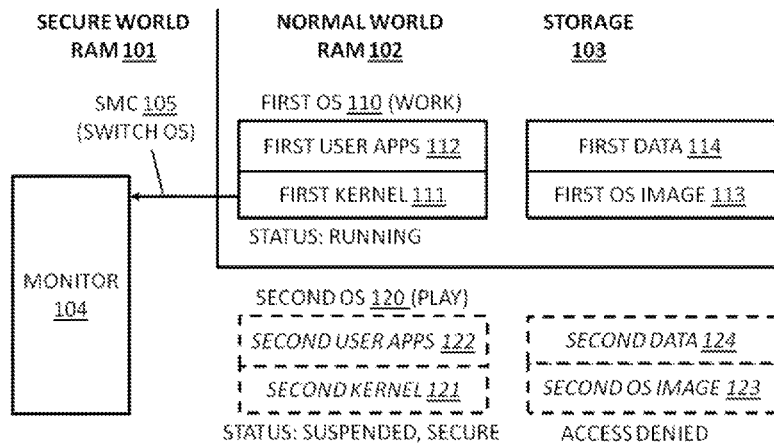 SECURE WORLD
RAM 101
NORMAL WORLD
RAM 102
STORAGE
103
SMC 105
(SWITCH OS)
FIRST OS 110 (WORK)
FIRST USER APPS 112
FIRST KERNEL 111
STATUS: RUNNING
FIRST DATA 114
FIRST OS IMAGE 113
MONITOR
104
SECOND OS 120 (PLAY)
SECOND USER APPS 122
SECOND KERNEL 121
STATUS: SUSPENDED, SECURE
SECOND DATA 124
SECOND OS IMAGE 123
ACCESS DENIED